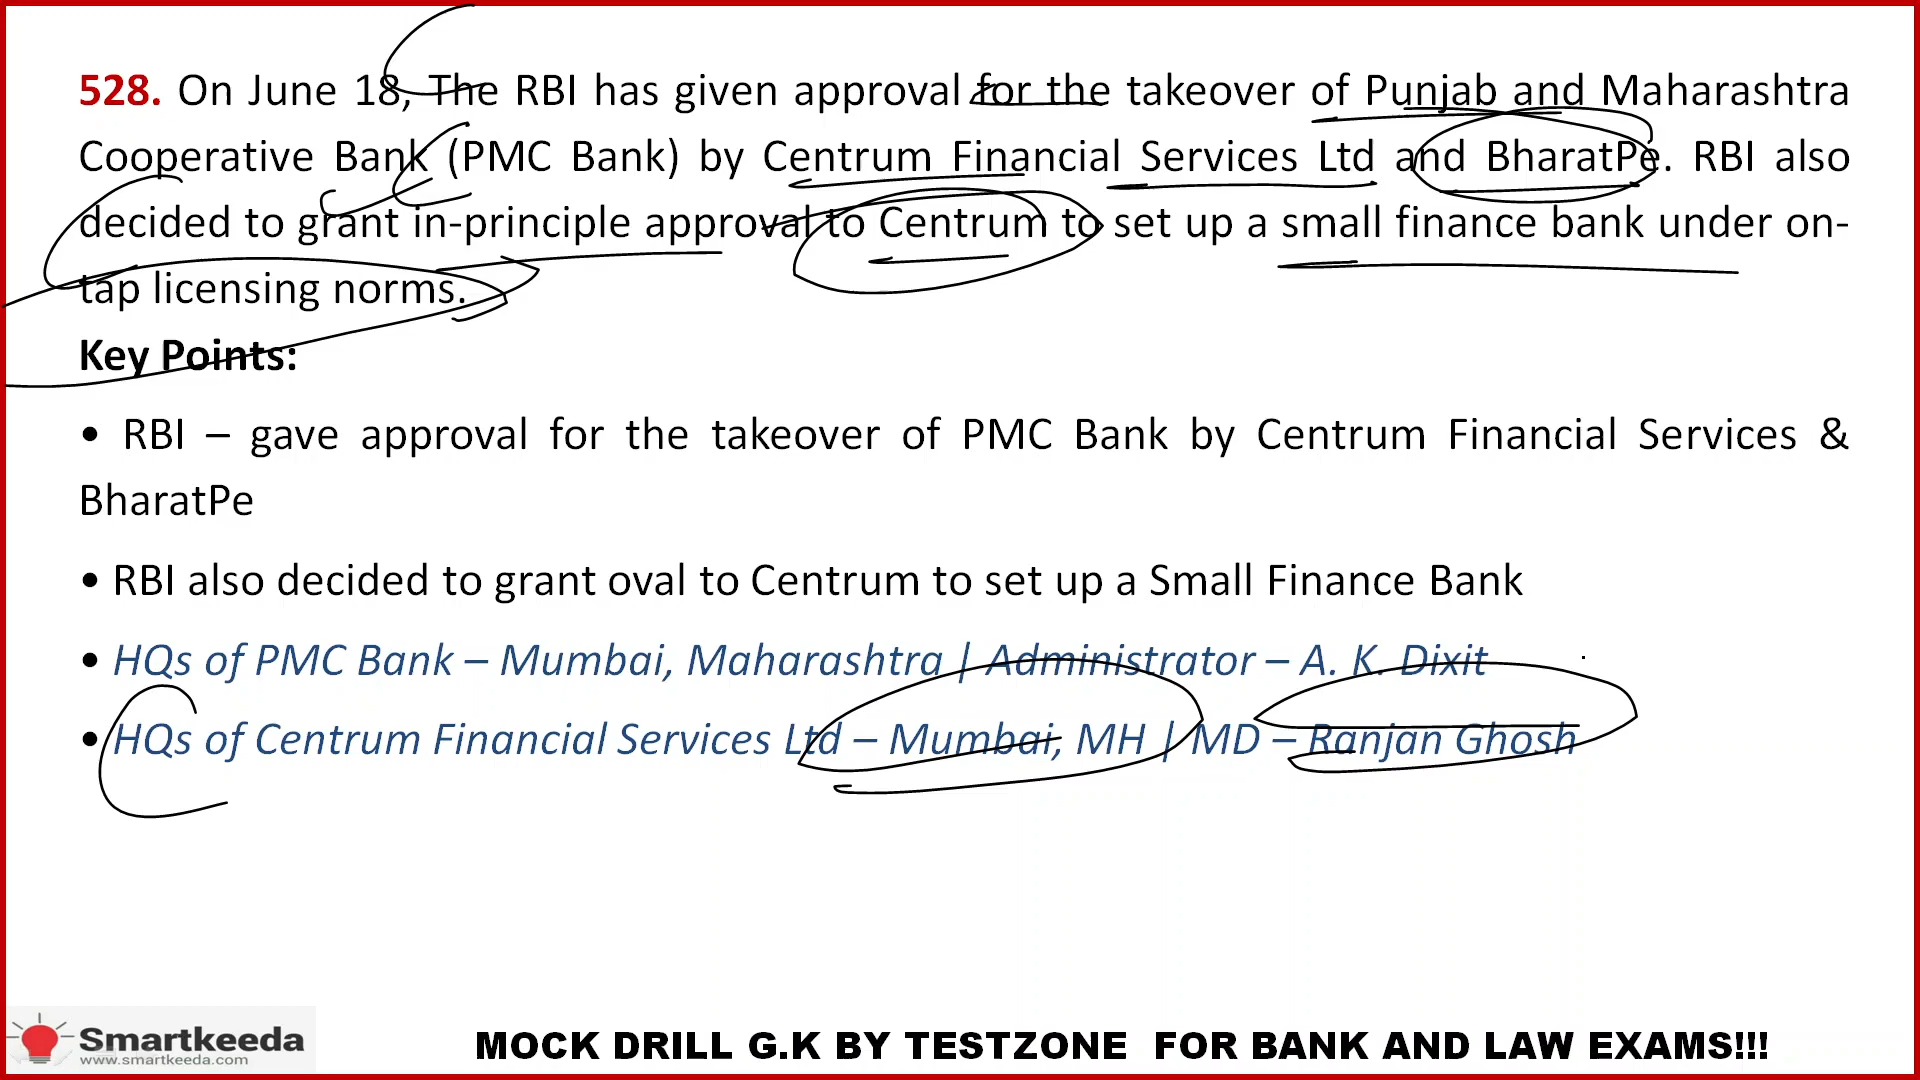 528. On June 18, The RBI has given approval for the takeover of Punjab and Maharashtra
Cooperative Bank (PMC Bank) by Centrum Financial Services Ltd and BharatPe. RBI also
decided to grant in-principle approval to Centrum to set up a small finance bank under on-
tap licensing norms.
Key Points:
• RBI – gave approval for the takeover of PMC Bank by Centrum Financial Services &
BharatPe
• RBI also decided to grant oval to Centrum to set up a Small Finance Bank
• HQs of PMC Bank – Mumbai, Maharashtra | Administrator – A. K. Dixit
• HQs of Centrum Financial Services Ltd – Mumbai, MH | MD – Ranjan Ghosh
Smartkeeda
www.smartkeeda.com
MOCK DRILL G.K BY TESTZONE FOR BANK AND LAW EXAMS!!!